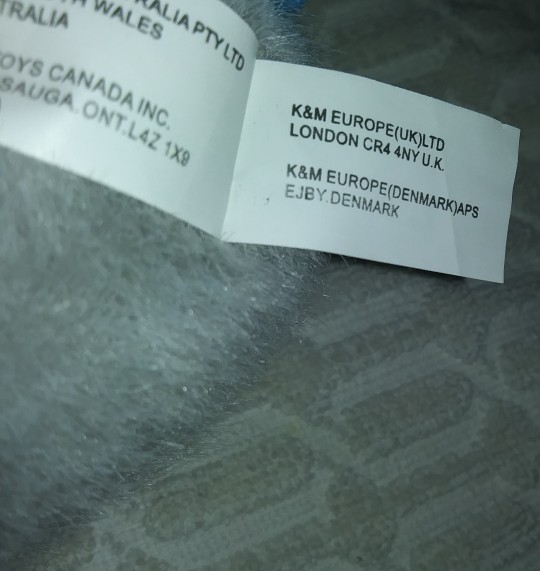 RALIA PTY LTD
WALES
TRALIA
OYS CANADA INC.
SAUGA. ONT.L4Z 1X9
K&M EUROPE(UK)LTD
LONDON CR4 4NY U.K.
K&M EUROPE(DENMARK)APS
EJBY.DENMARK